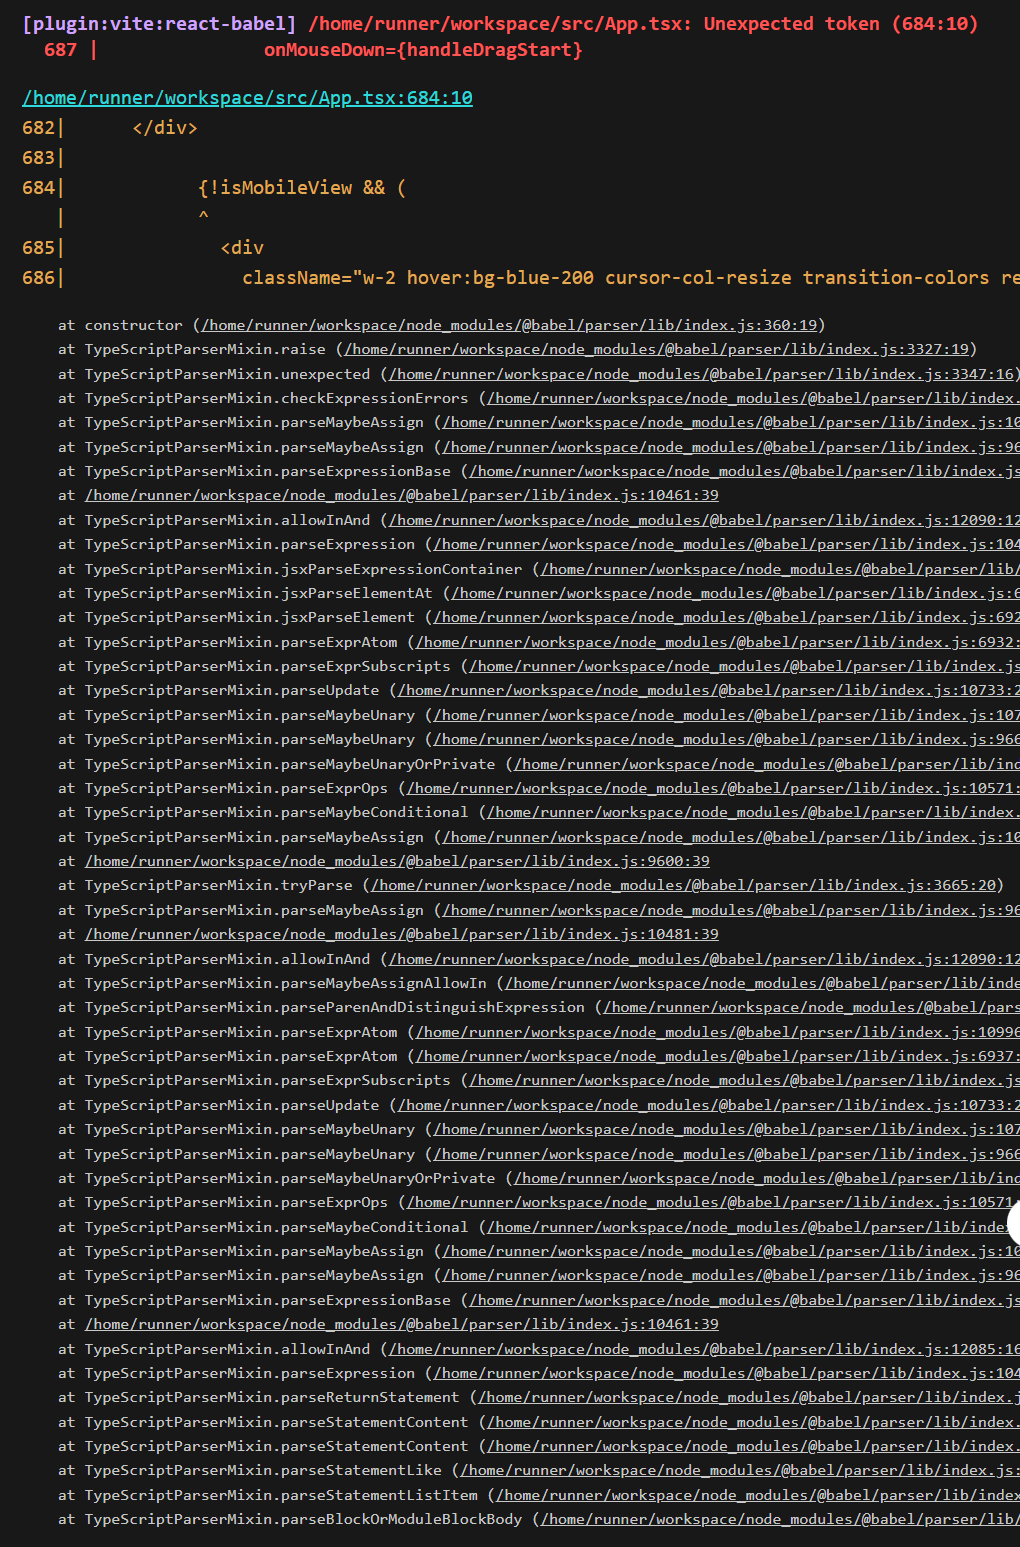 [plugin:vite:react-babel] /home/runner/workspace/src/App.tsx: Unexpected token (684:10)
687 | onMouseDown={handleDragStart}
/home/runner/workspace/src/App.tsx:684:10
682| </div>
683|
684| {!isMobileView && (
| ^
685| <div
686| className="w-2 hover:bg-blue-200 cursor-col-resize transition-colors re
at constructor (/home/runner/workspace/node_modules/@babel/parser/lib/index.js:360:19)
at TypeScriptParserMixin.raise (/home/runner/workspace/node_modules/@babel/parser/lib/index.js:3327:19)
at TypeScriptParserMixin.unexpected (/home/runner/workspace/node_modules/@babel/parser/lib/index.js:3347:16)
at TypeScriptParserMixin.checkExpressionErrors (/home/runner/workspace/node_modules/@babel/parser/lib/index.
at TypeScriptParserMixin.parseMaybeAssign (/home/runner/workspace/node_modules/@babel/parser/lib/index.js:10
at TypeScriptParserMixin.parseMaybeAssign (/home/runner/workspace/node_modules/@babel/parser/lib/index.js:96
at TypeScriptParserMixin.parseExpressionBase (/home/runner/workspace/node_modules/@babel/parser/lib/index.js
at /home/runner/workspace/node_modules/@babel/parser/lib/index.js:10461:39
at TypeScriptParserMixin.allowInAnd (/home/runner/workspace/node_modules/@babel/parser/lib/index.js:12090:12
at TypeScriptParserMixin.parseExpression (/home/runner/workspace/node_modules/@babel/parser/lib/index.js:104
at TypeScriptParserMixin.jsxParseExpressionContainer (/home/runner/workspace/node_modules/@babel/parser/lib/
at TypeScriptParserMixin.jsxParseElementAt (/home/runner/workspace/node_modules/@babel/parser/lib/index.js:6
at TypeScriptParserMixin.jsxParseElement (/home/runner/workspace/node_modules/@babel/parser/lib/index.js:692
at TypeScriptParserMixin.parseExprAtom (/home/runner/workspace/node_modules/@babel/parser/lib/index.js:6932:
at TypeScriptParserMixin.parseExprSubscripts (/home/runner/workspace/node_modules/@babel/parser/lib/index.js
at TypeScriptParserMixin.parseUpdate (/home/runner/workspace/node_modules/@babel/parser/lib/index.js:10733:2
at TypeScriptParserMixin.parseMaybeUnary (/home/runner/workspace/node_modules/@babel/parser/lib/index.js:107
at TypeScriptParserMixin.parseMaybeUnary (/home/runner/workspace/node_modules/@babel/parser/lib/index.js:966
at TypeScriptParserMixin.parseMaybeUnaryOrPrivate (/home/runner/workspace/node_modules/@babel/parser/lib/ind
at TypeScriptParserMixin.parseExprOps (/home/runner/workspace/node_modules/@babel/parser/lib/index.js:10571:
at TypeScriptParserMixin.parseMaybeConditional (/home/runner/workspace/node_modules/@babel/parser/lib/index.
at TypeScriptParserMixin.parseMaybeAssign (/home/runner/workspace/node_modules/@babel/parser/lib/index.js:10
at /home/runner/workspace/node_modules/@babel/parser/lib/index.js:9600:39
at TypeScriptParserMixin.tryParse (/home/runner/workspace/node_modules/@babel/parser/lib/index.js:3665:20)
at TypeScriptParserMixin.parseMaybeAssign (/home/runner/workspace/node_modules/@babel/parser/lib/index.js:96
at /home/runner/workspace/node_modules/@babel/parser/lib/index.js:10481:39
at TypeScriptParserMixin.allowInAnd (/home/runner/workspace/node_modules/@babel/parser/lib/index.js:12090:12
at TypeScriptParserMixin.parseMaybeAssignAllowIn (/home/runner/workspace/node_modules/@babel/parser/lib/inde
at TypeScriptParserMixin.parseParenAndDistinguishExpression (/home/runner/workspace/node_modules/@babel/pars
at TypeScriptParserMixin.parseExprAtom (/home/runner/workspace/node_modules/@babel/parser/lib/index.js:10996
at TypeScriptParserMixin.parseExprAtom (/home/runner/workspace/node_modules/@babel/parser/lib/index.js:6937:
at TypeScriptParserMixin.parseExprSubscripts (/home/runner/workspace/node_modules/@babel/parser/lib/index.js
at TypeScriptParserMixin.parseUpdate (/home/runner/workspace/node_modules/@babel/parser/lib/index.js:10733:2
at TypeScriptParserMixin.parseMaybeUnary (/home/runner/workspace/node_modules/@babel/parser/lib/index.js:107
at TypeScriptParserMixin.parseMaybeUnary (/home/runner/workspace/node_modules/@babel/parser/lib/index.js:966
at TypeScriptParserMixin.parseMaybeUnaryOrPrivate (/home/runner/workspace/node_modules/@babel/parser/lib/ind
at TypeScriptParserMixin.parseExprOps (/home/runner/workspace/node_modules/@babel/parser/lib/index.js:10571
at TypeScriptParserMixin.parseMaybeConditional (/home/runner/workspace/node_modules/@babel/parser/lib/index
at TypeScriptParserMixin.parseMaybeAssign (/home/runner/workspace/node_modules/@babel/parser/lib/index.js:10
at TypeScriptParserMixin.parseMaybeAssign (/home/runner/workspace/node_modules/@babel/parser/lib/index.js:96
at TypeScriptParserMixin.parseExpressionBase (/home/runner/workspace/node_modules/@babel/parser/lib/index.js
at /home/runner/workspace/node_modules/@babel/parser/lib/index.js:10461:39
at TypeScriptParserMixin.allowInAnd (/home/runner/workspace/node_modules/@babel/parser/lib/index.js:12085:16
at TypeScriptParserMixin.parseExpression (/home/runner/workspace/node_modules/@babel/parser/lib/index.js:104
at TypeScriptParserMixin.parseReturnStatement (/home/runner/workspace/node_modules/@babel/parser/lib/index.j
at TypeScriptParserMixin.parseStatementContent (/home/runner/workspace/node_modules/@babel/parser/lib/index.
at TypeScriptParserMixin.parseStatementContent (/home/runner/workspace/node_modules/@babel/parser/lib/index.
at TypeScriptParserMixin.parseStatementLike (/home/runner/workspace/node_modules/@babel/parser/lib/index.js:
at TypeScriptParserMixin.parseStatementListItem (/home/runner/workspace/node_modules/@babel/parser/lib/index
at TypeScriptParserMixin.parseBlockOrModuleBlockBody (/home/runner/workspace/node_modules/@babel/parser/lib/